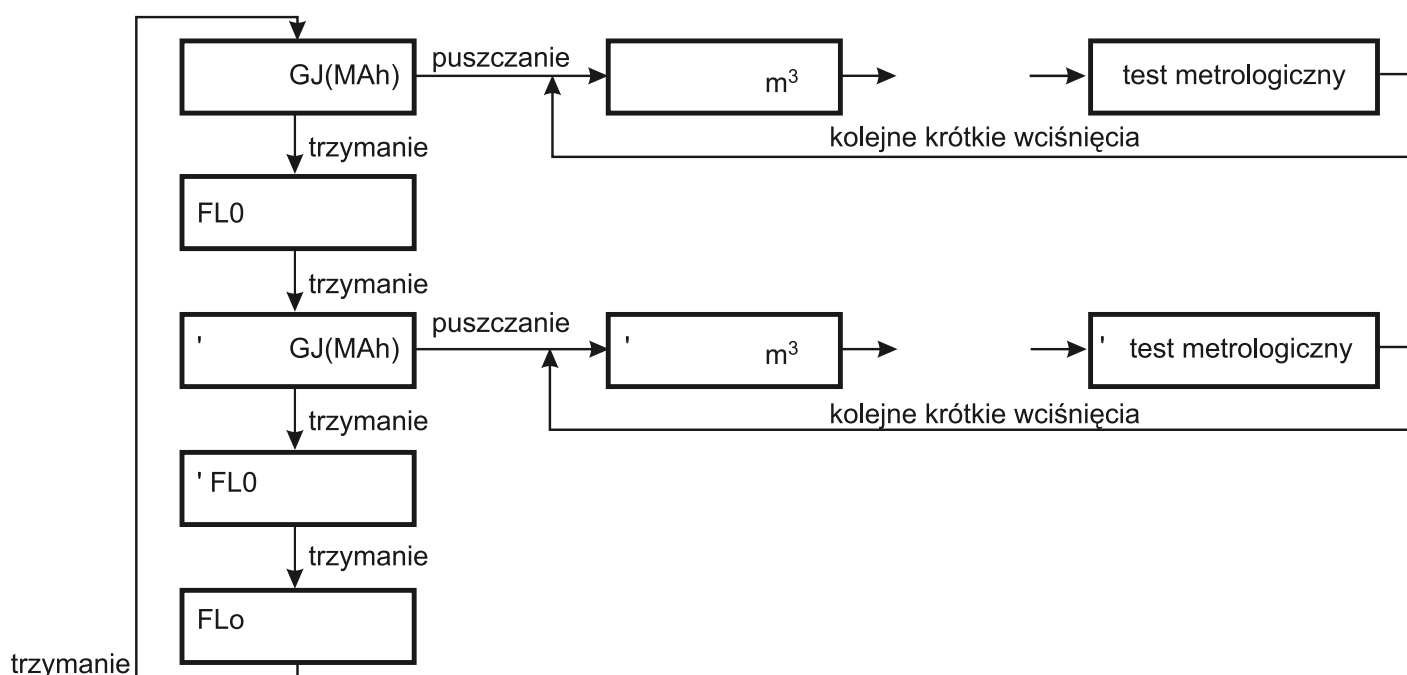 GJ(MAh)
puszczanie
m³
test metrologiczny
kolejne krótkie wciśnięcia
trzymanie
FL0
trzymanie
' GJ(MAh)
puszczanie
' m³
' test metrologiczny
kolejne krótkie wciśnięcia
trzymanie
' FL0
trzymanie
FLo
trzymanie